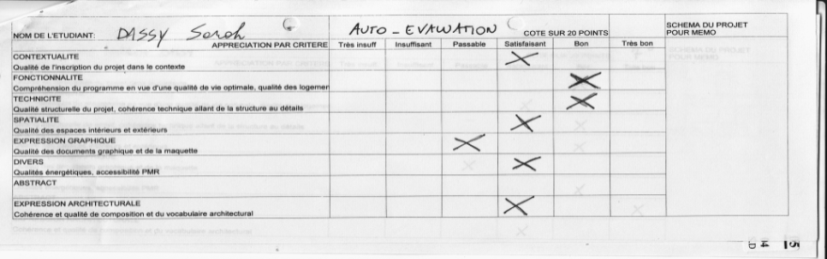 NOM DE L'ETUDIANT: DASSY Sarah AUTO-EVALUATION COTE SUR 20 POINTS SCHEMA DU PROJET POUR MEMO
APPRECIATION PAR CRITERE Très insuff Insuffisant Passable Satisfaisant Bon Très bon
CONTEXTUALITE
Qualité de l'inscription du projet dans le contexte
FONCTIONNALITE
Compréhension du programme en vue d'une qualité de vie optimale, qualité des logemer
TECHNICITE
Qualité structurelle du projet, cohérence technique allant de la structure au détails
SPATIALITE
Qualité des espaces intérieurs et extérieurs
EXPRESSION GRAPHIQUE
Qualité des documents graphique et de la maquette
DIVERS
Qualités énergétiques, accessibilité PMR
ABSTRACT
EXPRESSION ARCHITECTURALE
Cohérence et qualité de composition et du vocabulaire architectural